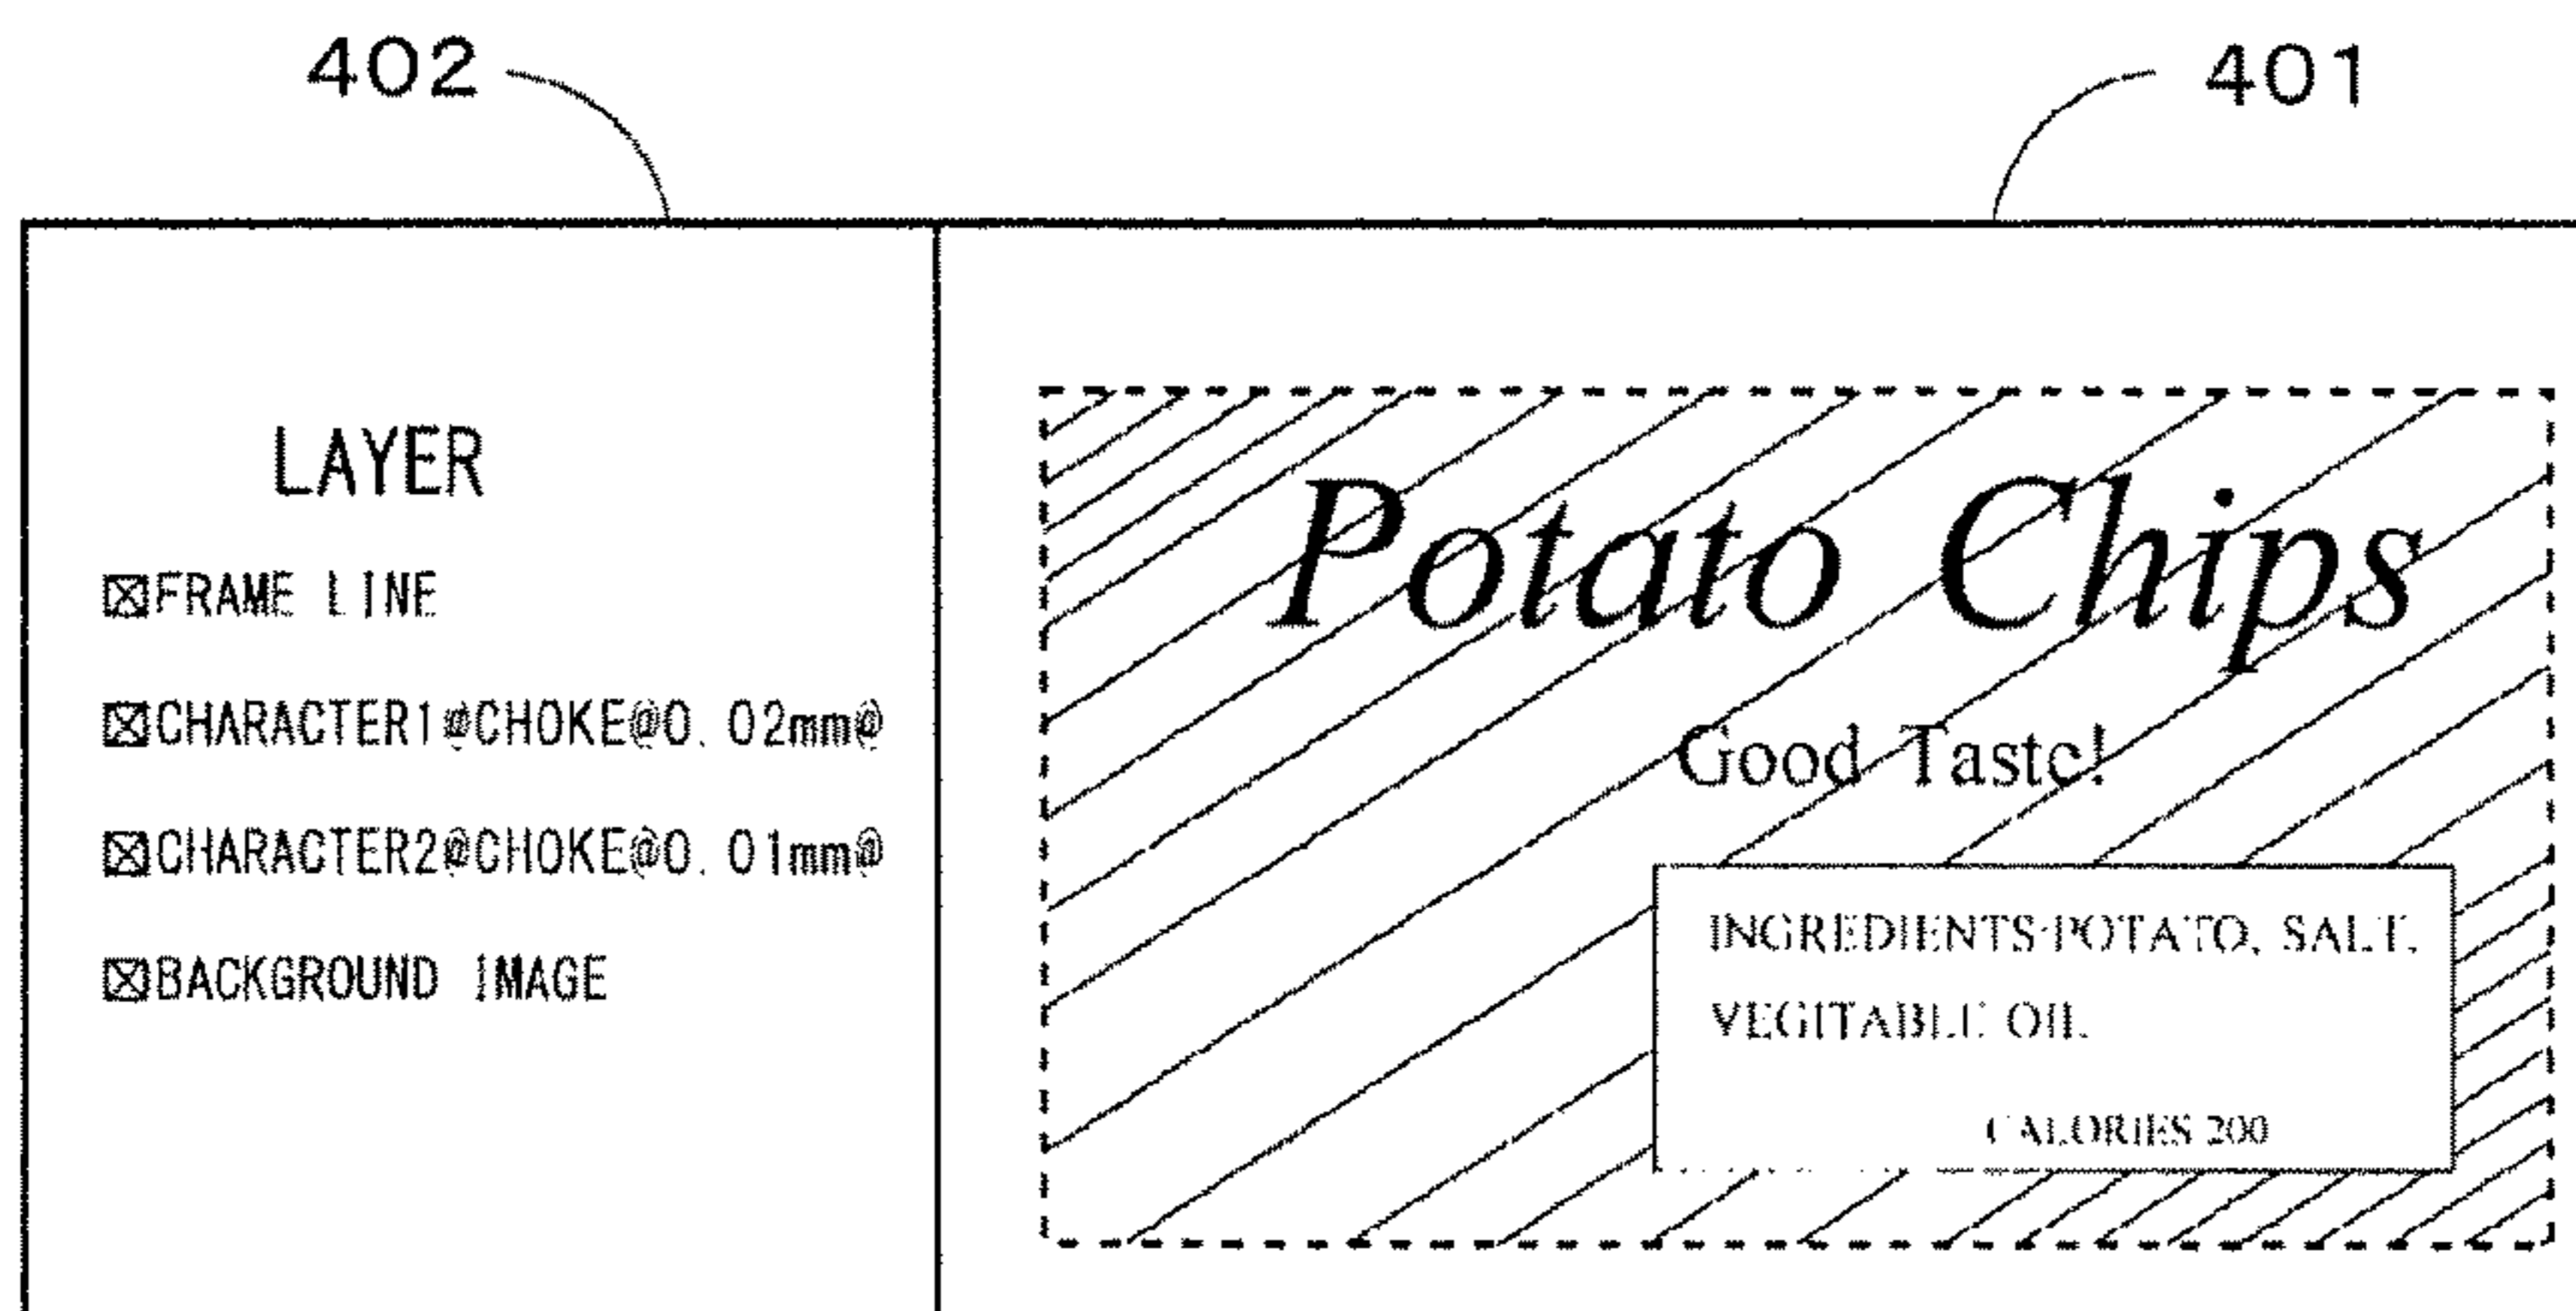 402
401
LAYER
☒FRAME LINE
☒CHARACTER1@CHOKE@0.02mm@
☒CHARACTER2@CHOKE@0.01mm@
☒BACKGROUND IMAGE
Potato Chips
Good Taste!
INGREDIENTS:POTATO, SALT,
VEGITABLE OIL
CALORIES 200